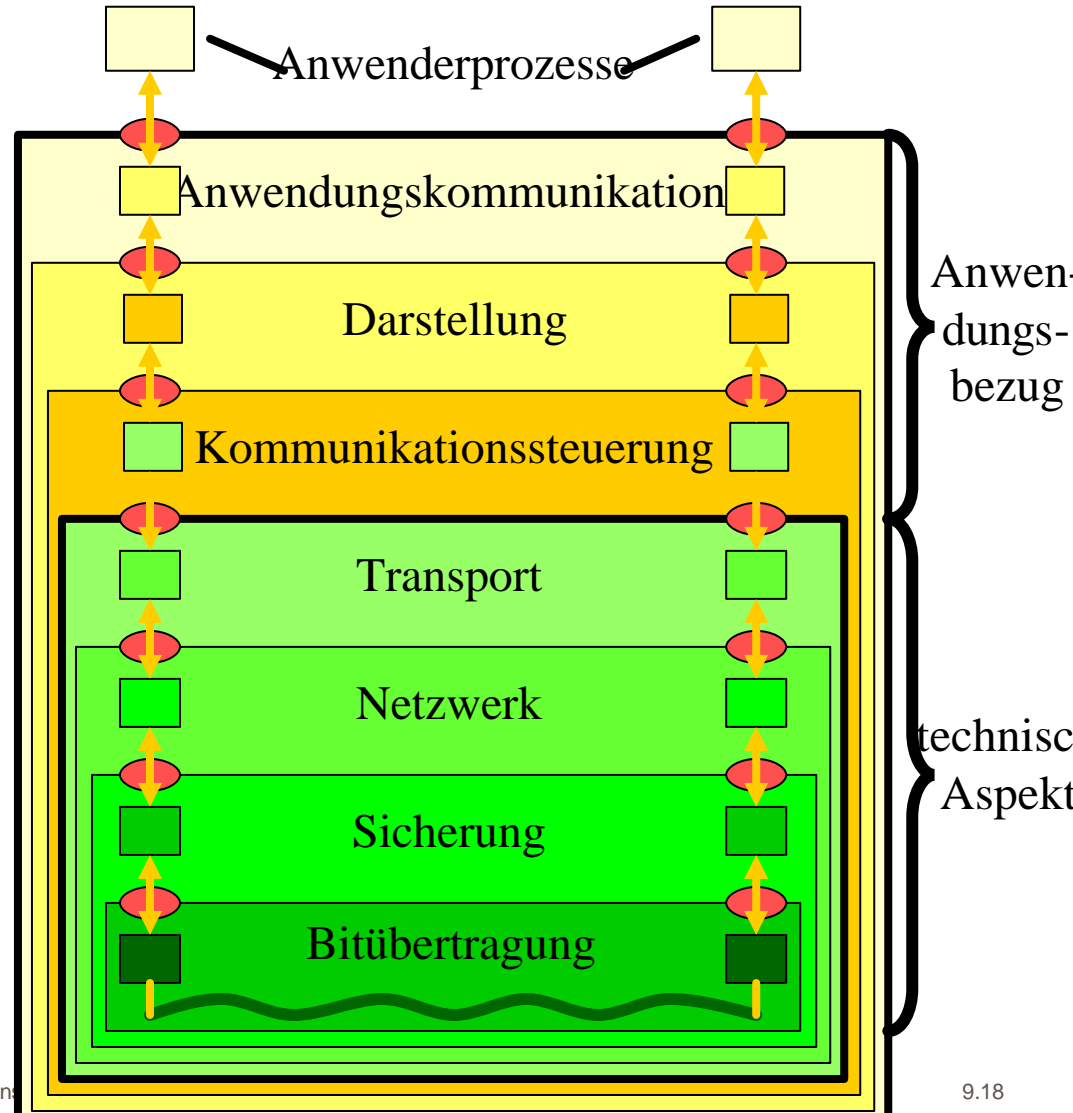 Anwenderprozesse
Anwendungskommunikation
Darstellung
Anwen-
dungs-
bezug
Kommunikationssteuerung
Transport
Netzwerk
technisc
Aspekt
Sicherung
Bitübertragung
9.18